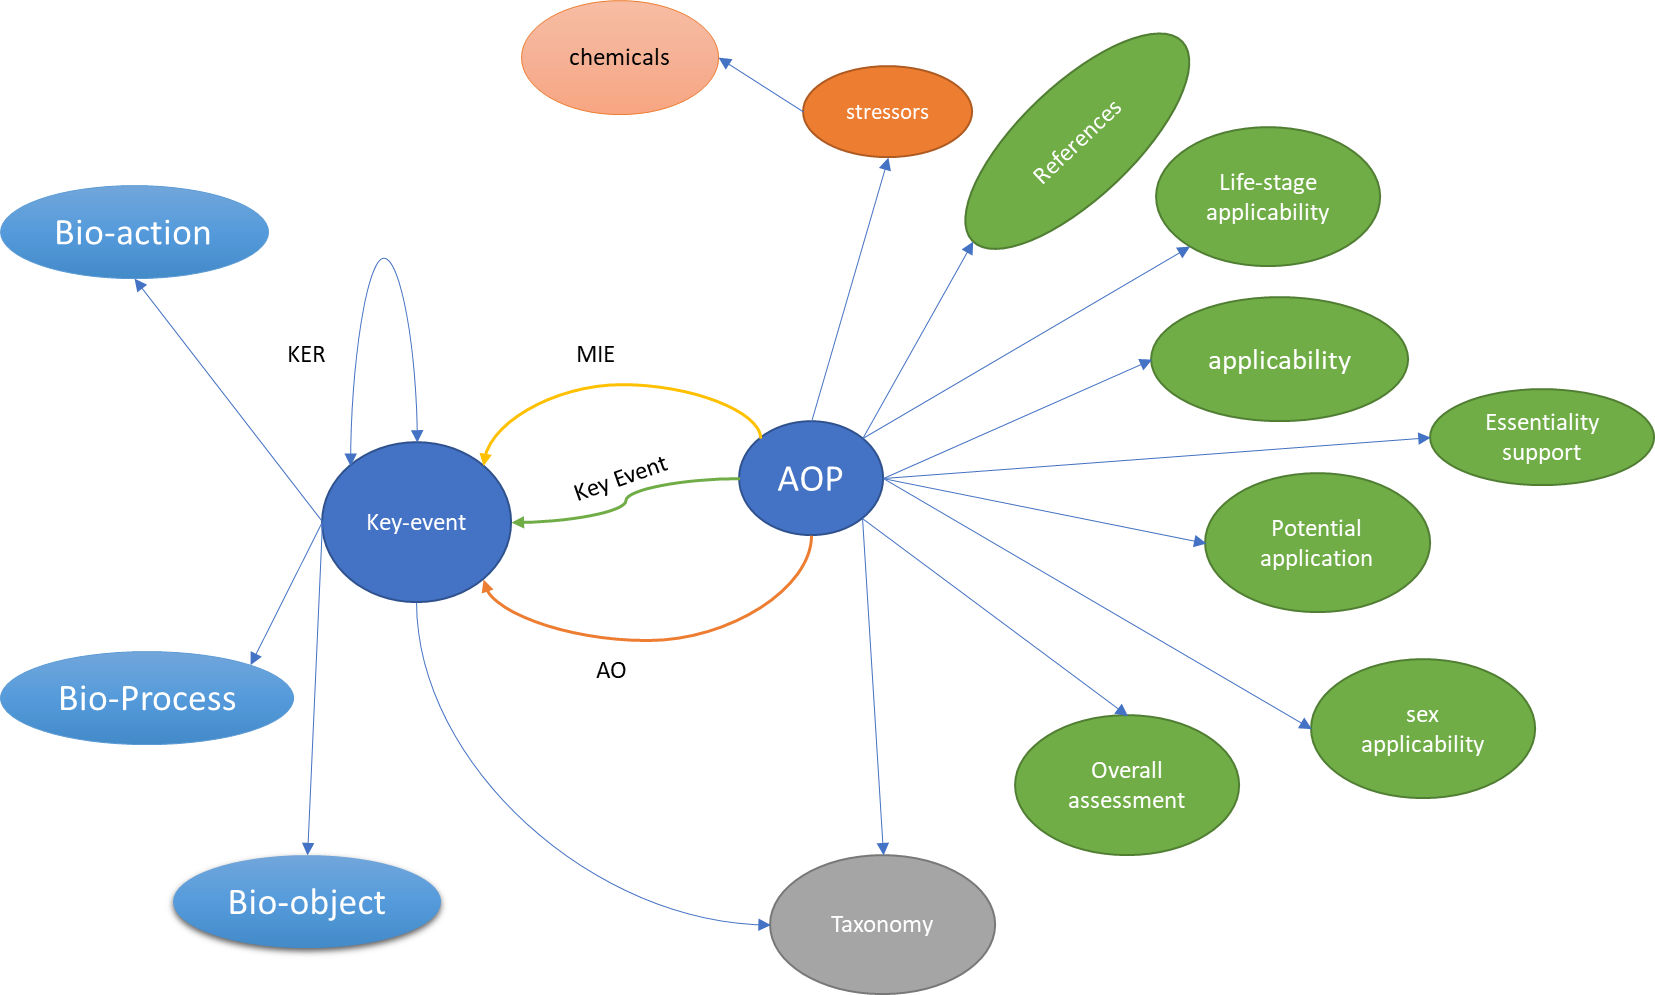 chemicals
stressors
References
Life-stage
applicability
Bio-action
KER
MIE
applicability
Essentiality
support
Key Event
AOP
Key-event
Potential
application
AO
Bio-Process
sex
applicability
Overall
assessment
Bio-object
Taxonomy